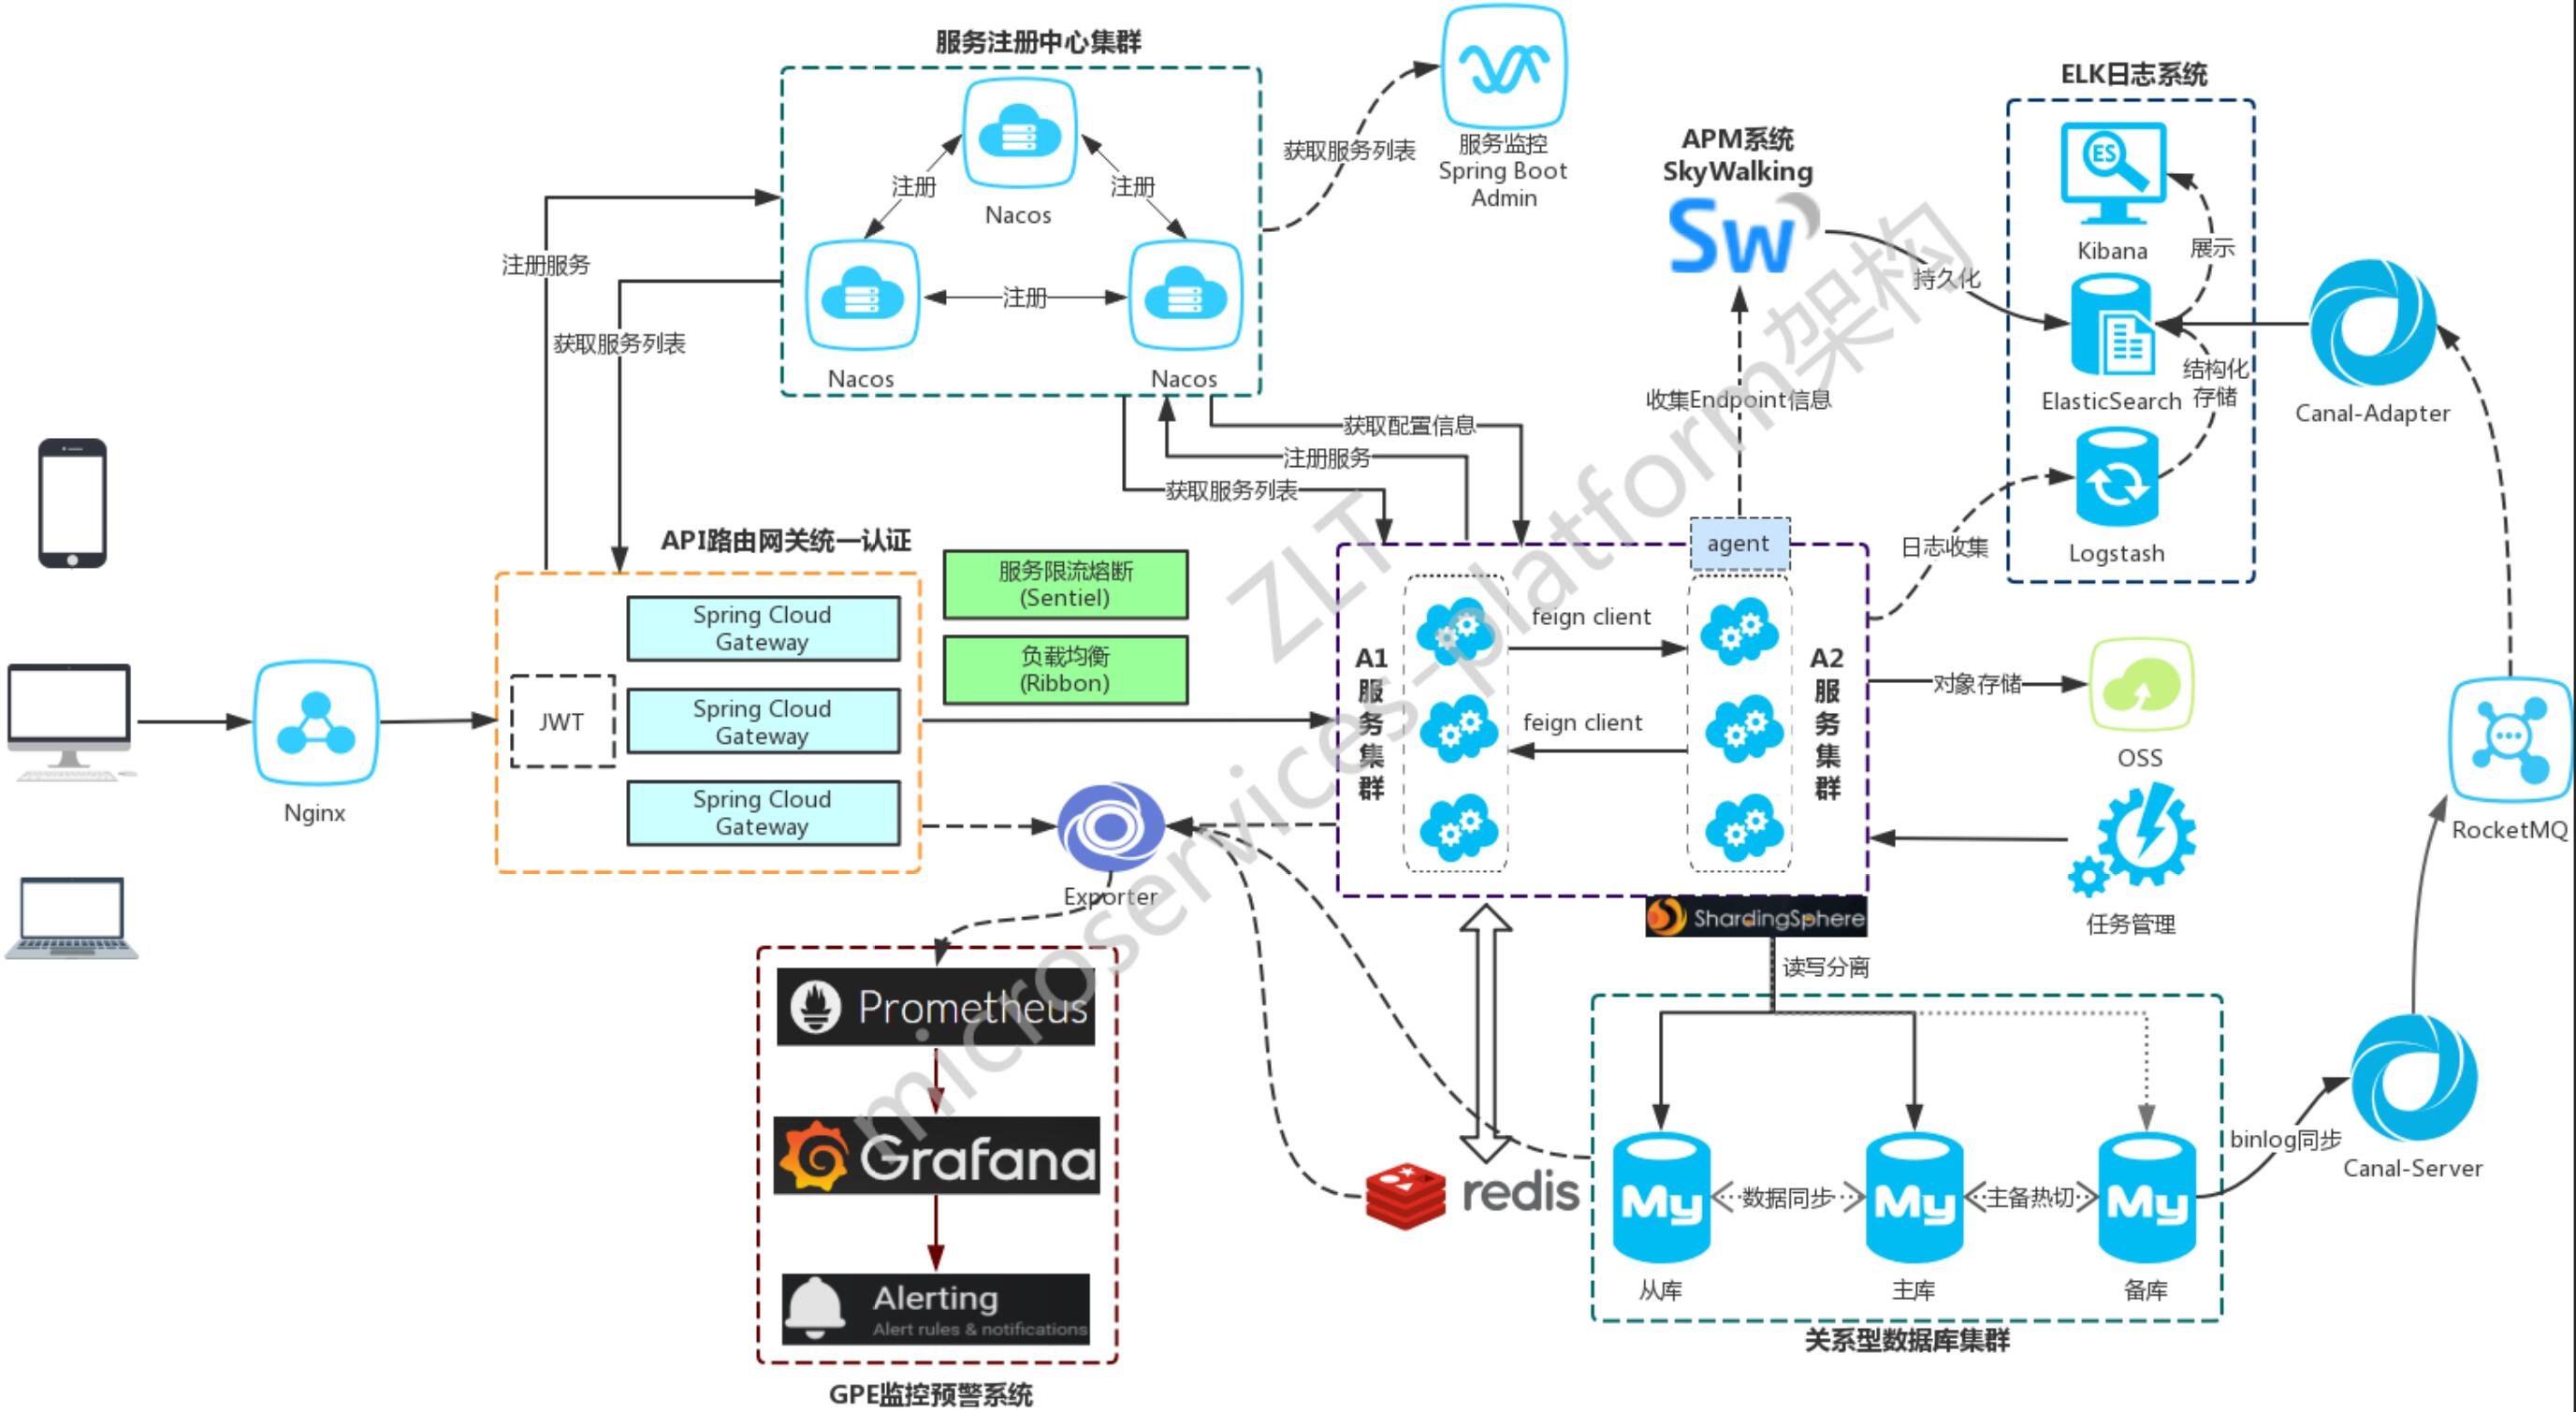 服务注册中心集群
Nacos
注册
注册
注册
Nacos
Nacos
获取服务列表
服务监控
Spring Boot
Admin
APM系统
SkyWalking
Sw
持久化
收集Endpoint信息
ELK日志系统
ES
Kibana
展示
ElasticSearch
结构化
存储
Logstash
日志收集
Canal-Adapter
注册服务
获取服务列表
获取配置信息
注册服务
获取服务列表
API路由网关统一认证
JWT
Spring Cloud
Gateway
Spring Cloud
Gateway
Spring Cloud
Gateway
服务限流熔断
(Sentiel)
负载均衡
(Ribbon)
Nginx
agent
A1
服
务
集
群
feign client
feign client
A2
服
务
集
群
对象存储
OSS
任务管理
RocketMQ
Exporter
ShardingSphere
读写分离
Prometheus
Grafana
Alerting
Alert rules & notifications
GPE监控预警系统
redis
My
数据同步
My
主备热切
My
从库
主库
备库
关系型数据库集群
binlog同步
Canal-Server
ZLT
microservices-platform架构